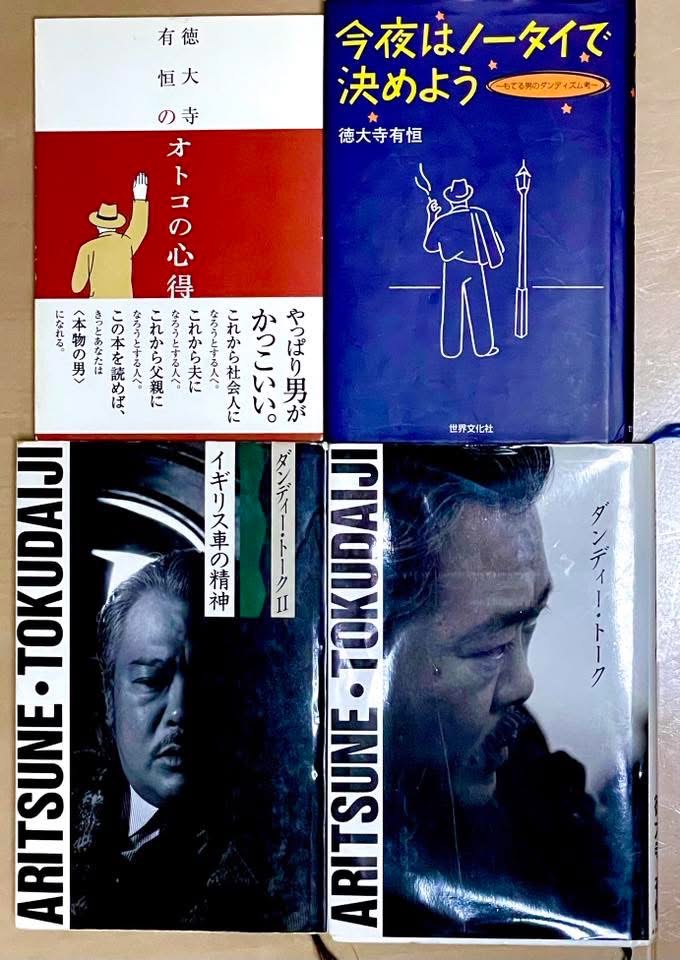 徳大寺
有恒の
オトコの心得
やっぱり男が
かっこいい。
これから社会人に
なろうとする人へ。
これから夫に
なろうとする人へ。
これから父親に
なろうとする人へ。
この本を読めば、
きっとあなたは
〈本物の男〉
になれる。
今夜はノータイで
決めよう
〜もてる男のダンディズム考〜
徳大寺有恒
世界文化社
ARITSUNE・TOKUDAIJI
ダンディー・トークII
イギリス車の精神
ARITSUNE・TOKUDAIJI
ダンディー・トーク